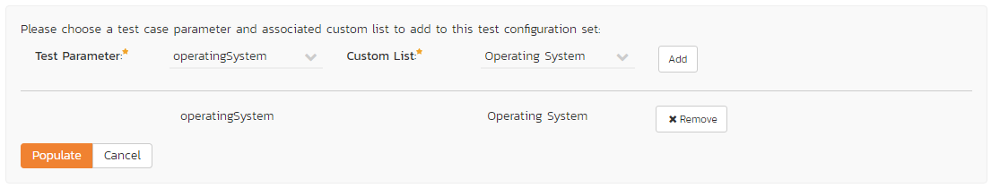 Please choose a test case parameter and associated custom list to add to this test configuration set:
Test Parameter:* operatingSystem Custom List:* Operating System Add
operatingSystem Operating System ✖ Remove
Populate Cancel